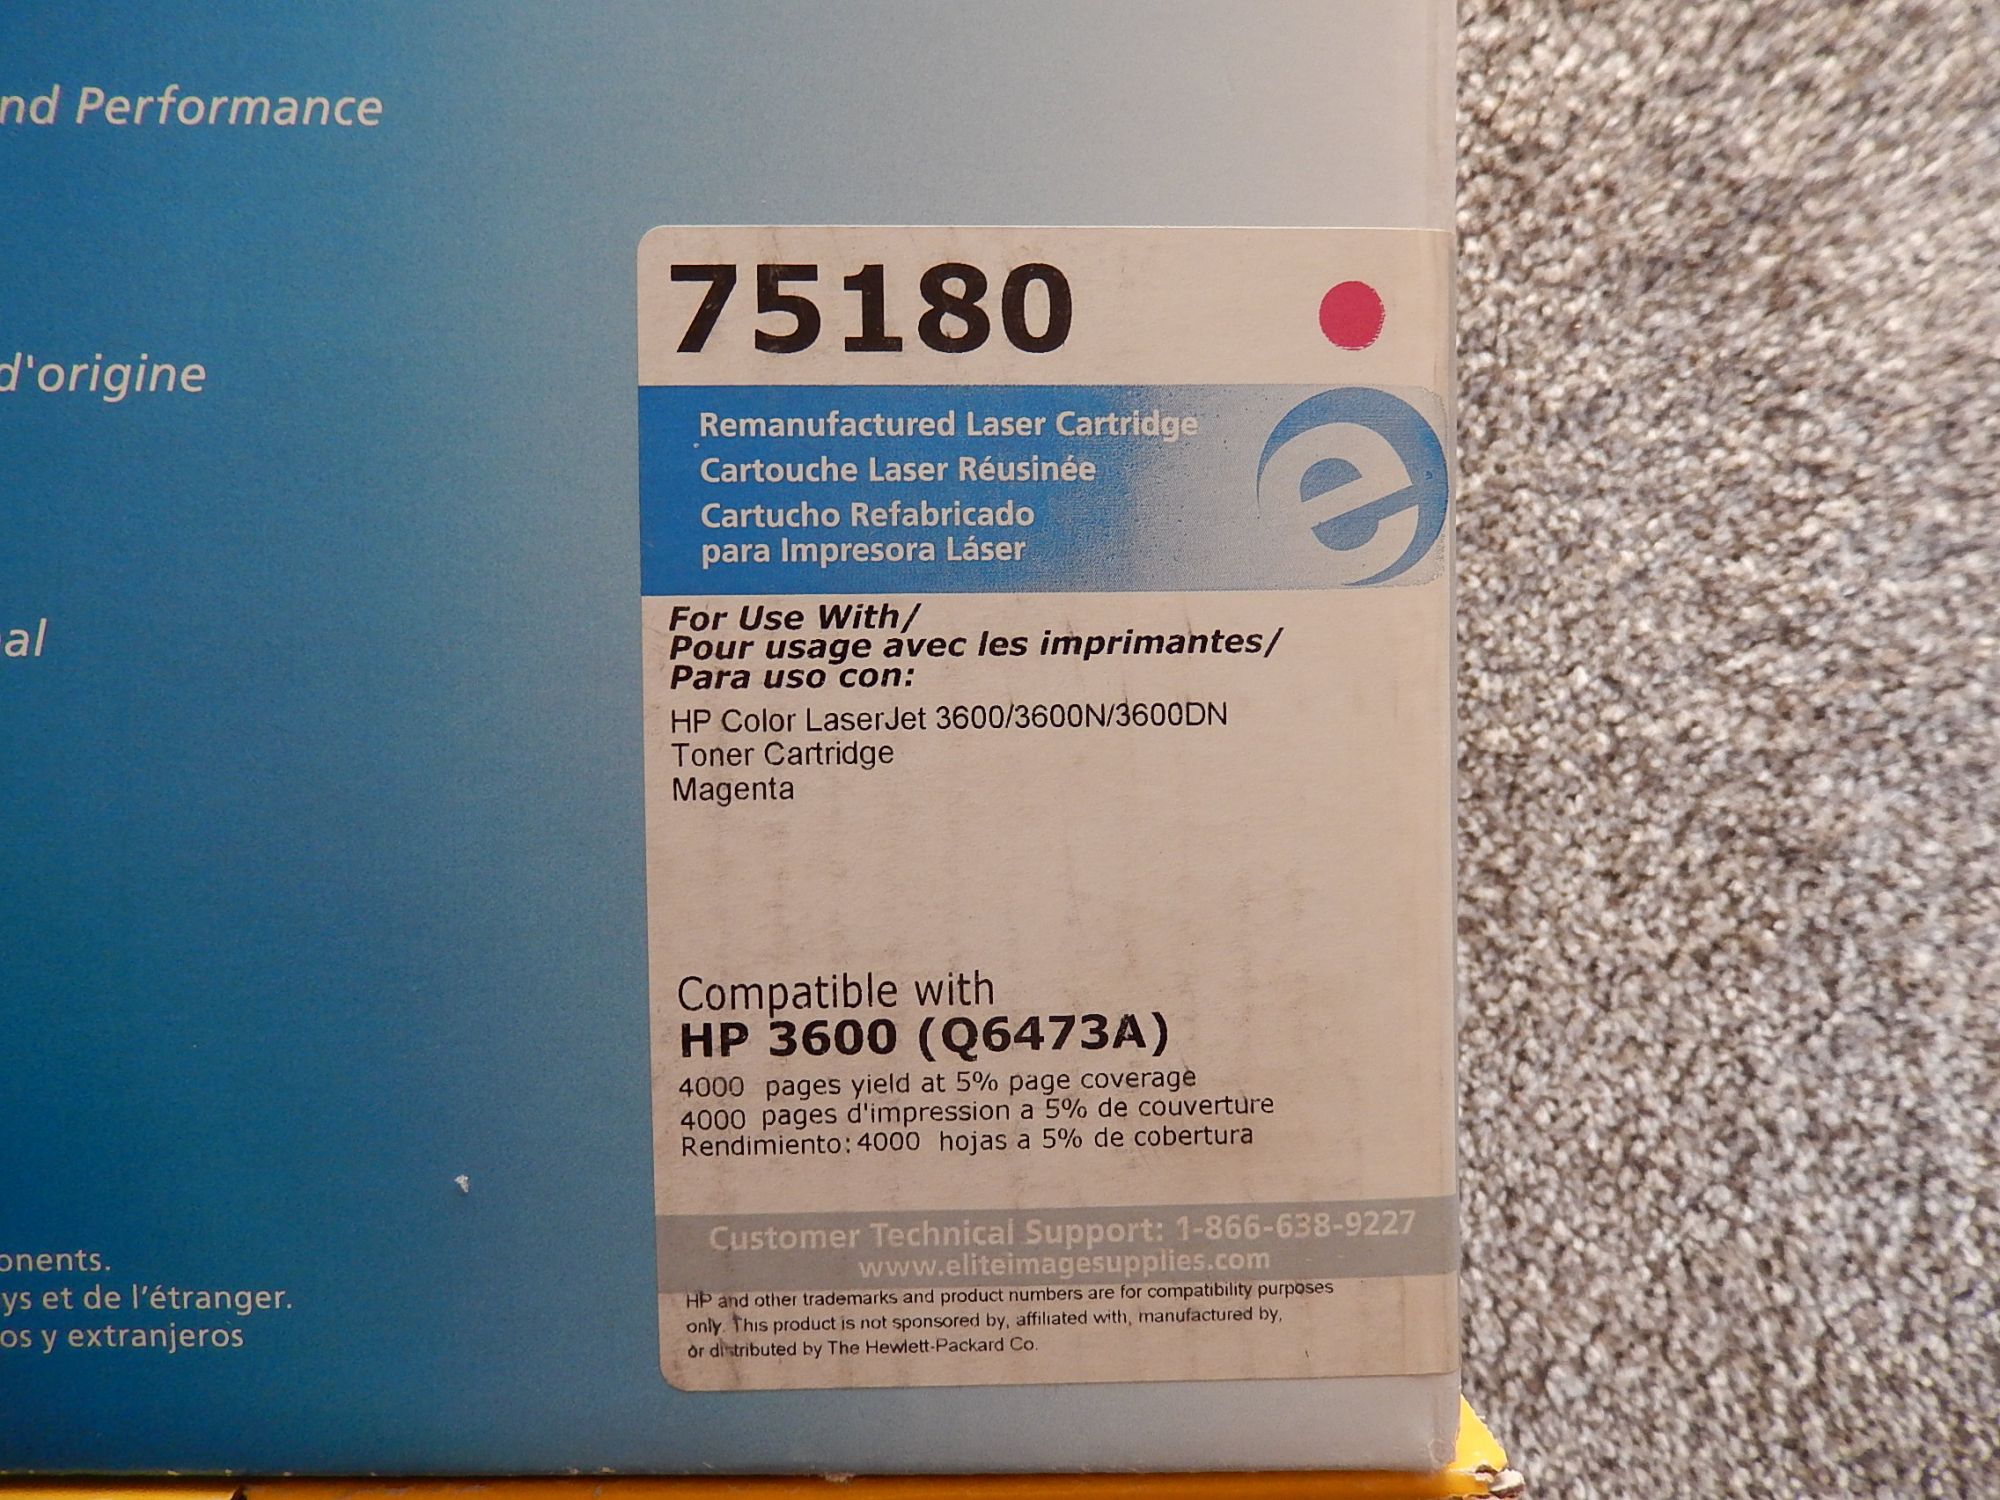 nd Performance
d'origine
al
onents.
ys et de l'étranger.
os y extranjeros
75180
Remanufactured Laser Cartridge
Cartouche Laser Réusinée
Cartucho Refabricado
para Impresora Láser
e
For Use With/
Pour usage avec les imprimantes/
Para uso con:
HP Color LaserJet 3600/3600N/3600DN
Toner Cartridge
Magenta
Compatible with
HP 3600 (Q6473A)
4000 pages yield at 5% page coverage
4000 pages d'impression a 5% de couverture
Rendimiento: 4000 hojas a 5% de cobertura
Customer Technical Support: 1-866-638-9227
www.eliteimagesupplies.com
HP and other trademarks and product numbers are for compatibility purposes
only. This product is not sponsored by, affiliated with, manufactured by,
or distributed by The Hewlett-Packard Co.